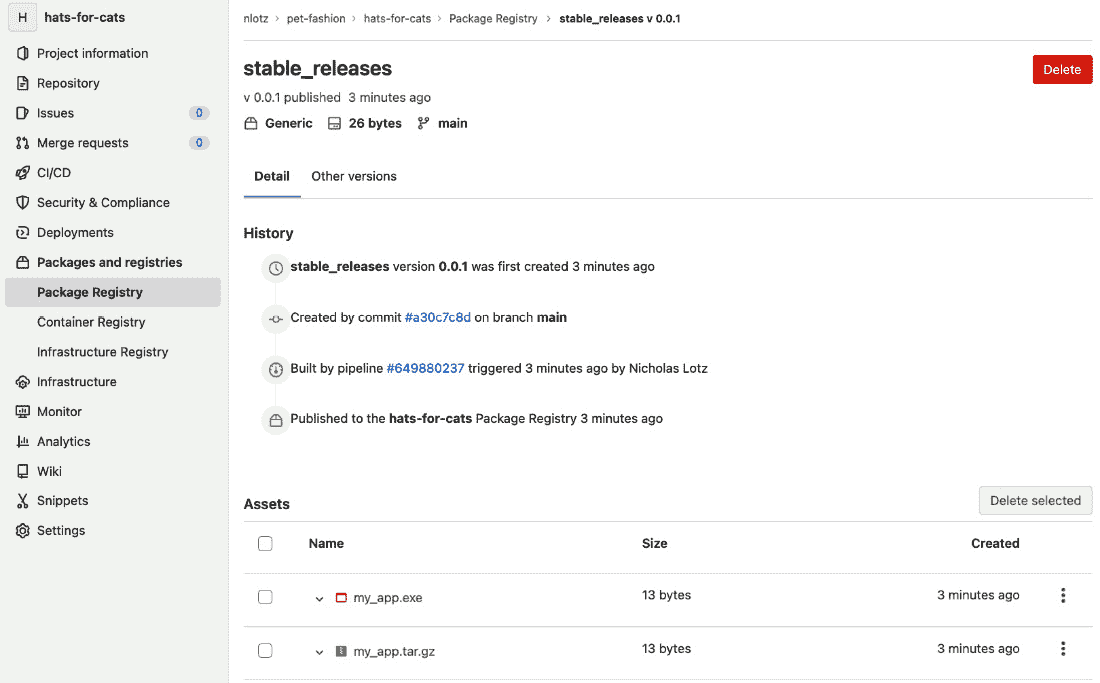 H hats-for-cats
Project information
Repository
Issues 0
Merge requests 0
CI/CD
Security & Compliance
Deployments
Packages and registries
Package Registry
Container Registry
Infrastructure Registry
Infrastructure
Monitor
Analytics
Wiki
Snippets
Settings
nlotz › pet-fashion › hats-for-cats › Package Registry › stable_releases v 0.0.1
stable_releases
Delete
v 0.0.1 published 3 minutes ago
Generic 26 bytes main
Detail Other versions
History
stable_releases version 0.0.1 was first created 3 minutes ago
Created by commit #a30c7c8d on branch main
Built by pipeline #649880237 triggered 3 minutes ago by Nicholas Lotz
Published to the hats-for-cats Package Registry 3 minutes ago
Assets
Delete selected
Name Size Created
my_app.exe 13 bytes 3 minutes ago
my_app.tar.gz 13 bytes 3 minutes ago